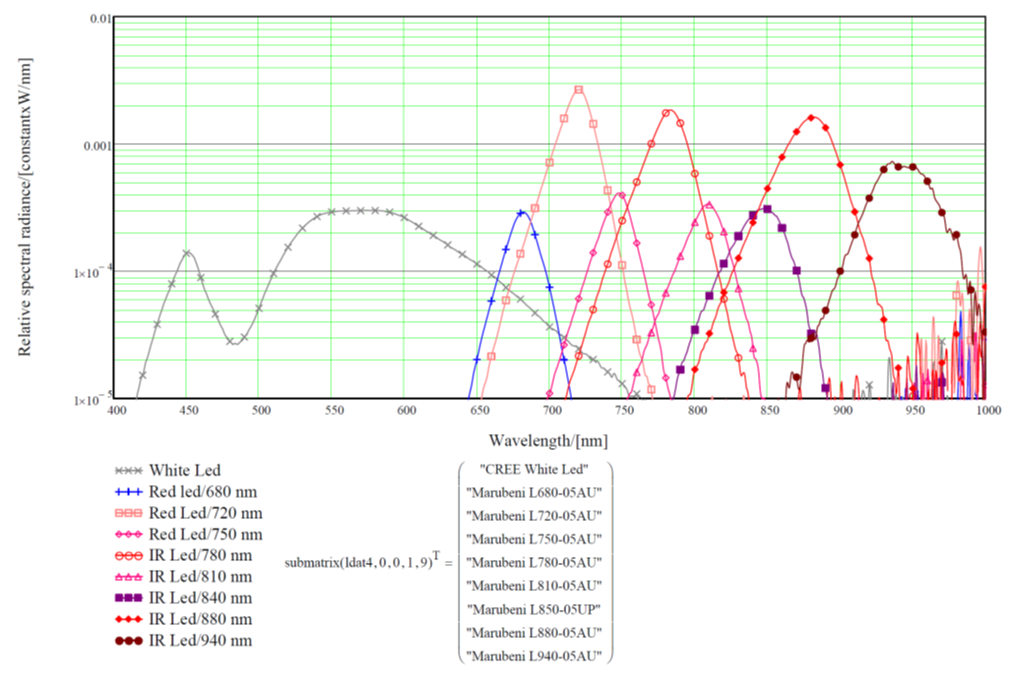 0.01
0.001
1×10⁻⁴
1×10⁻⁵
Relative spectral radiance/[constantxW/nm]
400 450 500 550 600 650 700 750 800 850 900 950 1000
Wavelength/[nm]
White Led
Red led/680 nm
Red Led/720 nm
Red Led/750 nm
IR Led/780 nm
IR Led/810 nm
IR Led/840 nm
IR Led/880 nm
IR Led/940 nm
submatrix(ldat4,0,0,1,9)ᵀ =
"CREE White Led"
"Marubeni L680-05AU"
"Marubeni L720-05AU"
"Marubeni L750-05AU"
"Marubeni L780-05AU"
"Marubeni L810-05AU"
"Marubeni L850-05UP"
"Marubeni L880-05AU"
"Marubeni L940-05AU"